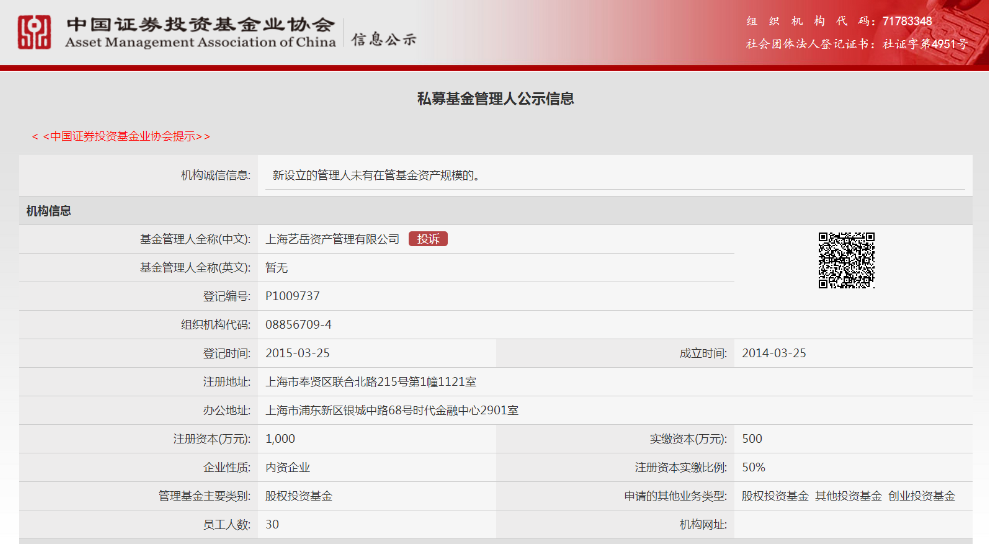 中国证券投资基金业协会
Asset Management Association of China
信息公示
组织机构代码：71783348
社会团体法人登记证书：社证字第4951号
私募基金管理人公示信息
< <中国证券投资基金业协会提示> >
机构诚信信息: 新设立的管理人未有在管基金资产规模的。
机构信息
基金管理人全称(中文): 上海艺岳资产管理有限公司 投诉
基金管理人全称(英文): 暂无
登记编号: P1009737
组织机构代码: 08856709-4
登记时间: 2015-03-25 成立时间: 2014-03-25
注册地址: 上海市奉贤区联合北路215号第1幢1121室
办公地址: 上海市浦东新区银城中路68号时代金融中心2901室
注册资本(万元): 1,000 实缴资本(万元): 500
企业性质: 内资企业 注册资本实缴比例: 50%
管理基金主要类别: 股权投资基金 申请的其他业务类型: 股权投资基金 其他投资基金 创业投资基金
员工人数: 30 机构网址: